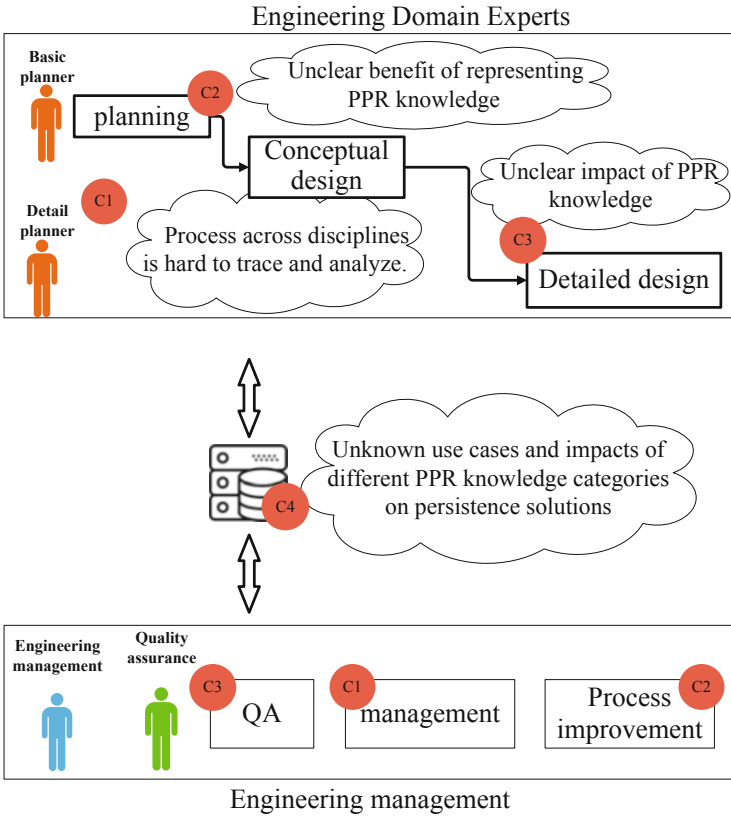 Engineering Domain Experts
Basic
planner
C2
planning
Unclear benefit of representing
PPR knowledge
Conceptual
design
Unclear impact of PPR
knowledge
C1
Detail
planner
Process across disciplines
is hard to trace and analyze.
C3
Detailed design
Unknown use cases and impacts of
different PPR knowledge categories
on persistence solutions
C4
Engineering
management
Quality
assurance
C3
QA
C1
management
Process
improvement
C2
Engineering management